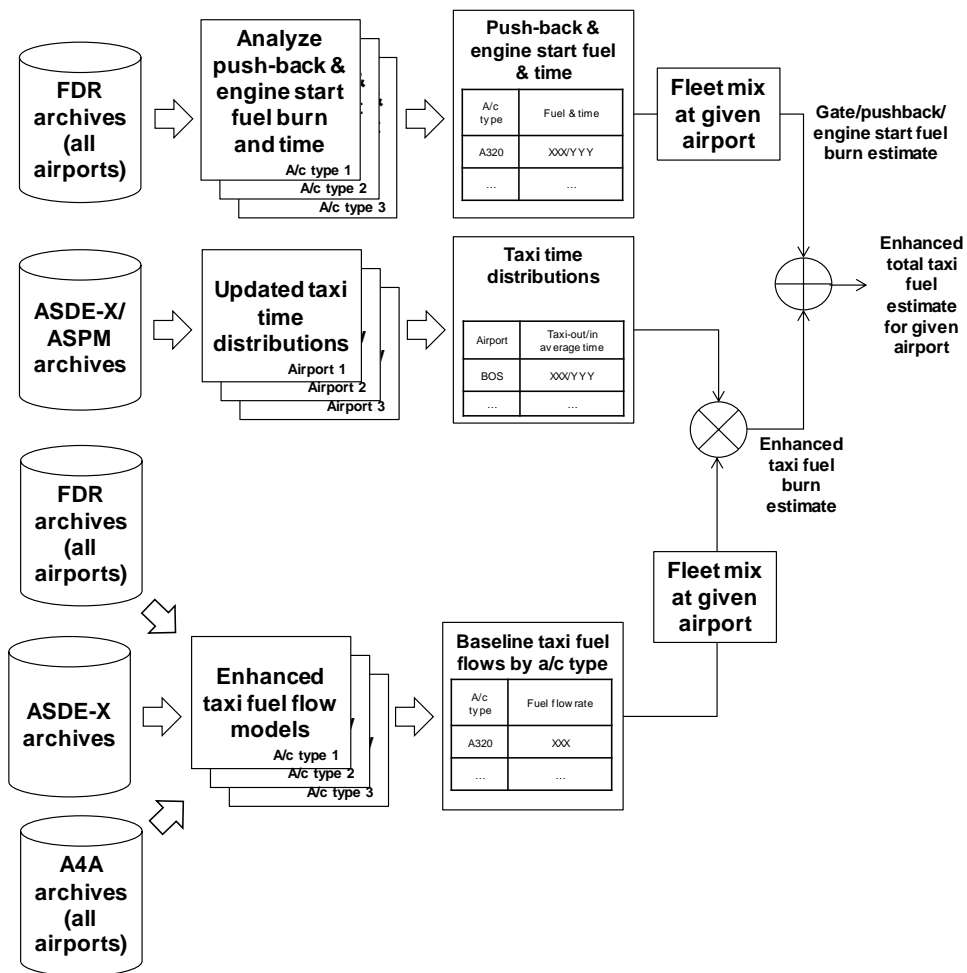 FDR
archives
(all
airports)
Analyze
push-back &
engine start
fuel burn
and time
A/c type 1
A/c type 2
A/c type 3
Push-back &
engine start fuel
& time
A/c
type
Fuel & time
A320
XXX/YYY
...
...
Fleet mix
at given
airport
Gate/pushback/
engine start fuel
burn estimate
ASDE-X/
ASPM
archives
Updated taxi
time
distributions
Airport 1
Airport 2
Airport 3
Taxi time
distributions
Airport
Taxi-out/in
average time
BOS
XXX/YYY
...
...
Enhanced
total taxi
fuel
estimate
for given
airport
Enhanced
taxi fuel
burn
estimate
FDR
archives
(all
airports)
ASDE-X
archives
A4A
archives
(all
airports)
Enhanced
taxi fuel flow
models
A/c type 1
A/c type 2
A/c type 3
Baseline taxi fuel
flows by a/c type
A/c
type
Fuel flow rate
A320
XXX
...
...
Fleet mix
at given
airport